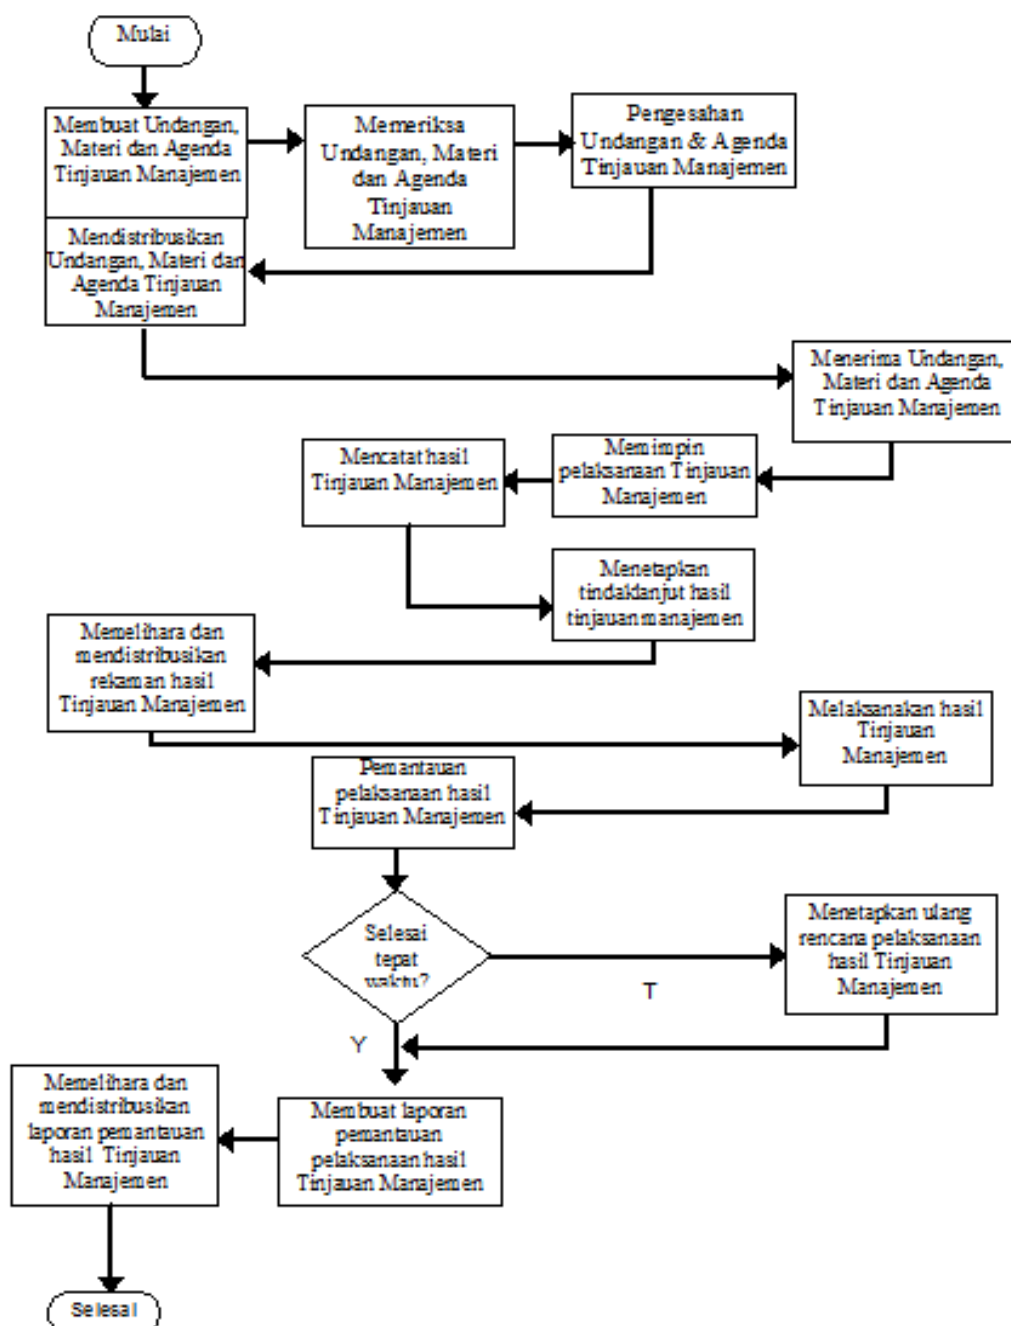 Mulai
Membuat Undangan,
Materi dan Agenda
Tinjauan Manajemen
Memeriksa
Undangan, Materi
dan Agenda
Tinjauan
Manajemen
Pengesahan
Undangan & Agenda
Tinjauan Manajemen
Mendistribusikan
Undangan, Materi dan
Agenda Tinjauan
Manajemen
Menerima Undangan,
Materi dan Agenda
Tinjauan Manajemen
Memimpin
pelaksanaan Tinjauan
Manajemen
Mencatat hasil
Tinjauan Manajemen
Menetapkan
tindaklanjut hasil
tinjauan manajemen
Memelihara dan
mendistribusikan
rekaman hasil
Tinjauan Manajemen
Melaksanakan hasil
Tinjauan
Manajemen
Pemantauan
pelaksanaan hasil
Tinjauan Manajemen
Selesai
tepat
waktu?
T
Menetapkan ulang
rencana pelaksanaan
hasil Tinjauan
Manajemen
Y
Membuat laporan
pemantauan
pelaksanaan hasil
Tinjauan Manajemen
Memelihara dan
mendistribusikan
laporan pemantauan
hasil Tinjauan
Manajemen
Selesai